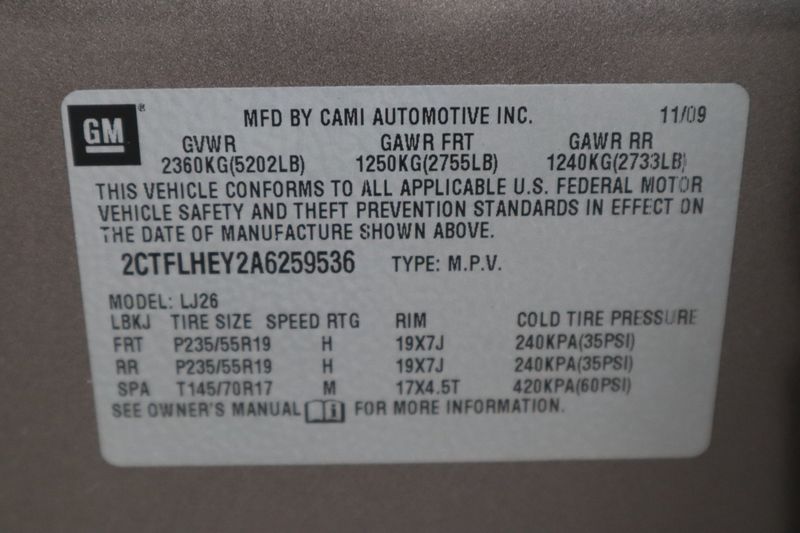 GM ® MFD BY CAMI AUTOMOTIVE INC. 11/09
GVWR GAWR FRT GAWR RR
2360KG(5202LB) 1250KG(2755LB) 1240KG(2733LB)
THIS VEHICLE CONFORMS TO ALL APPLICABLE U.S. FEDERAL MOTOR
VEHICLE SAFETY AND THEFT PREVENTION STANDARDS IN EFFECT ON
THE DATE OF MANUFACTURE SHOWN ABOVE.
2CTFLHEY2A6259536 TYPE: M.P.V.
MODEL: LJ26
LBKJ TIRE SIZE SPEED RTG RIM COLD TIRE PRESSURE
FRT P235/55R19 H 19X7J 240KPA(35PSI)
RR P235/55R19 H 19X7J 240KPA(35PSI)
SPA T145/70R17 M 17X4.5T 420KPA(60PSI)
SEE OWNER'S MANUAL i FOR MORE INFORMATION.